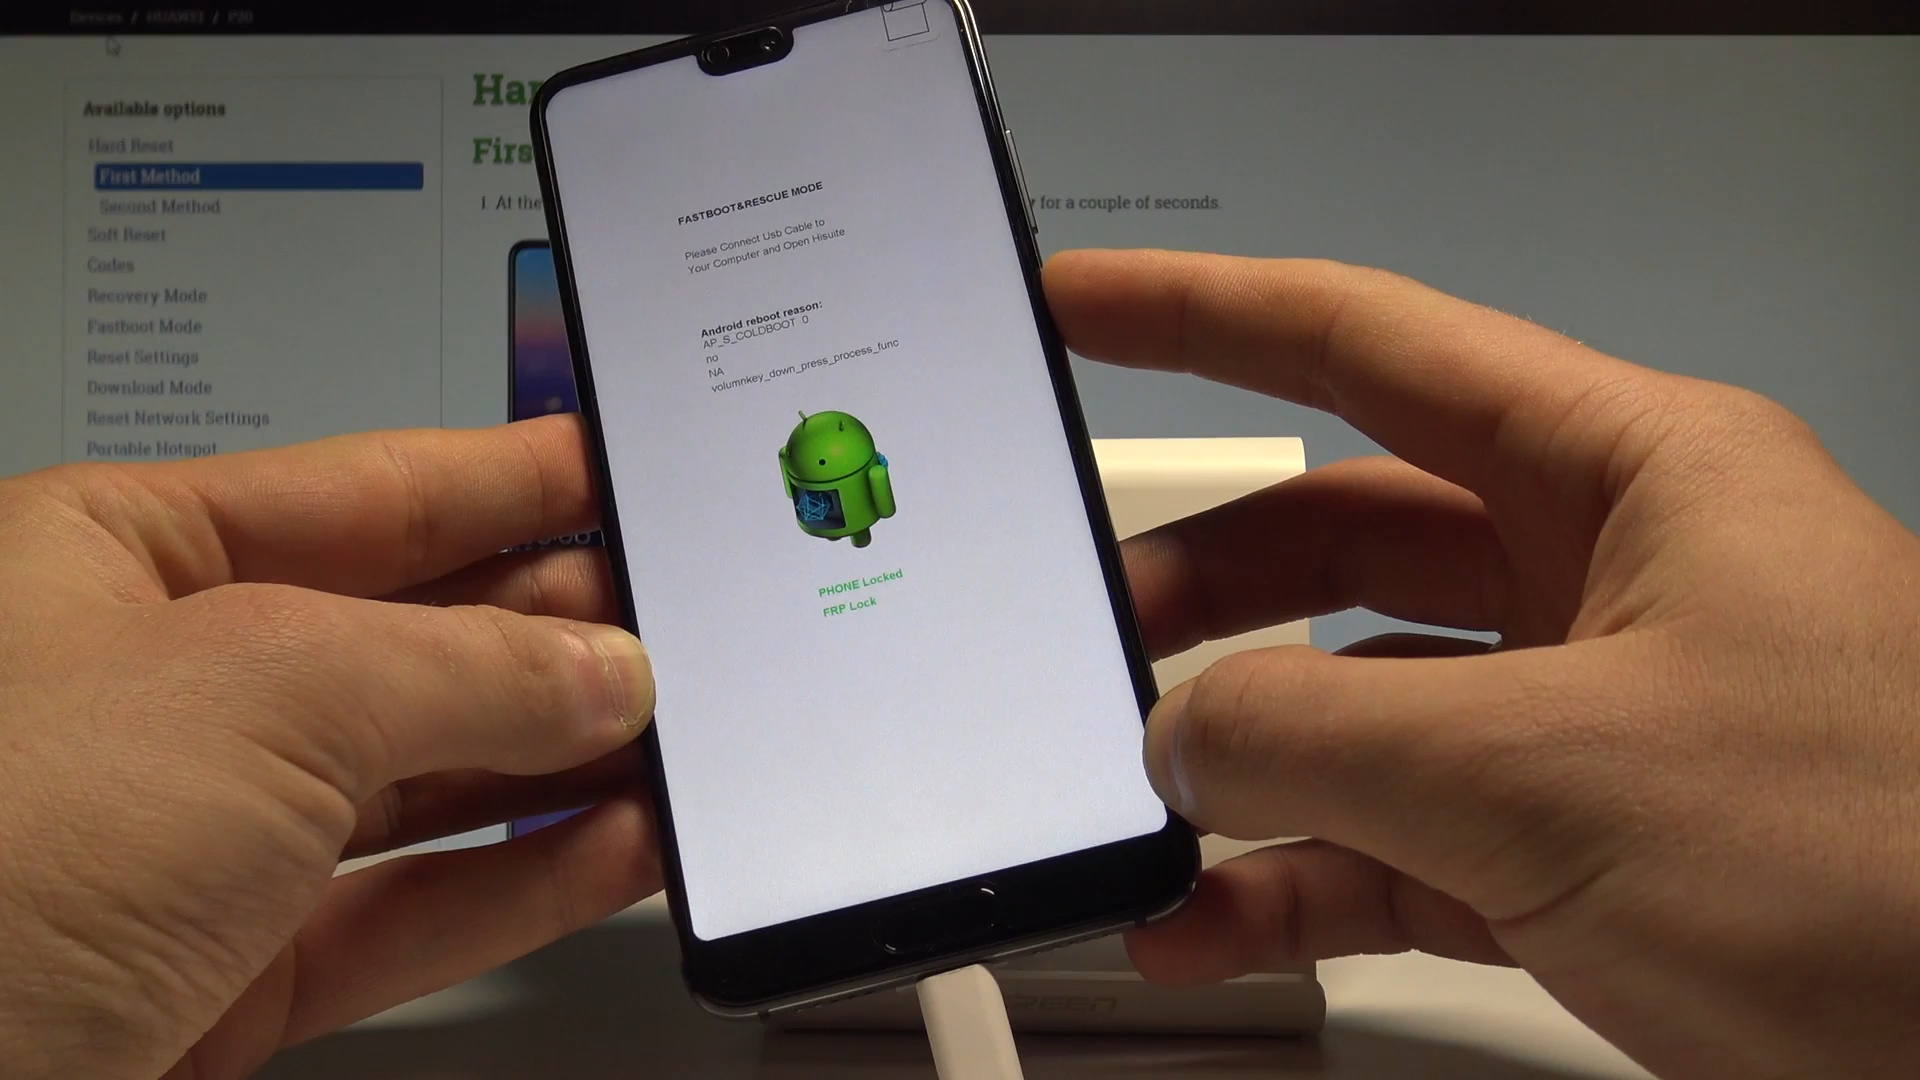 Devices / HUAWEI / P20
Available options
Hard Reset
First Method
Second Method
Soft Reset
Codes
Recovery Mode
Fastboot Mode
Reset Settings
Download Mode
Reset Network Settings
Portable Hotspot
Har
Firs
1. At the
for a couple of seconds.
FASTBOOT&RESCUE MODE
Please Connect Usb Cable to
Your Computer and Open Hisuite
Android reboot reason:
AP_S_COLDBOOT 0
no
NA
volumnkey_down_press_process_func
PHONE Locked
FRP Lock